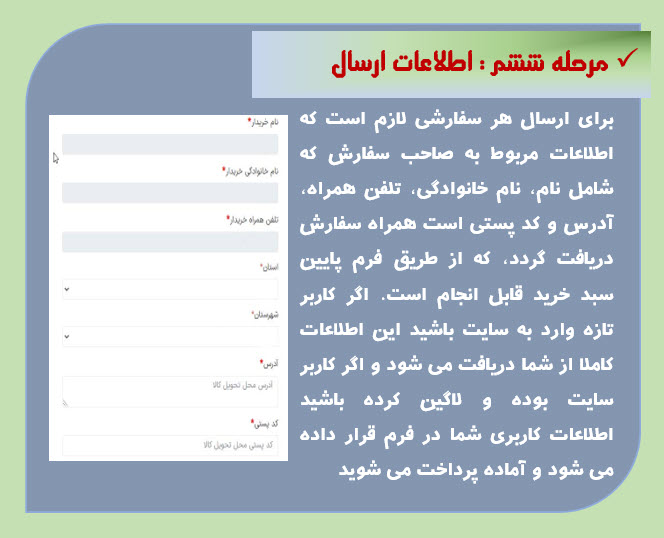 ✓ مرحله ششم : اطلاعات ارسال
برای ارسال هر سفارشی لازم است که
اطلاعات مربوط به صاحب سفارش که
شامل نام، نام خانوادگی، تلفن همراه،
آدرس و کد پستی است همراه سفارش
دریافت گردد، که از طریق فرم پایین
سبد خرید قابل انجام است. اگر کاربر
تازه وارد به سایت باشید این اطلاعات
کاملا از شما دریافت می شود و اگر کاربر
سایت بوده و لاگین کرده باشید
اطلاعات کاربری شما در فرم قرار داده
می شود و آماده پرداخت می شوید
نام خریدار*
نام خانوادگی خریدار*
تلفن همراه خریدار*
استان*
شهرستان*
آدرس*
آدرس محل تحویل کالا
کد پستی*
کد پستی محل تحویل کالا